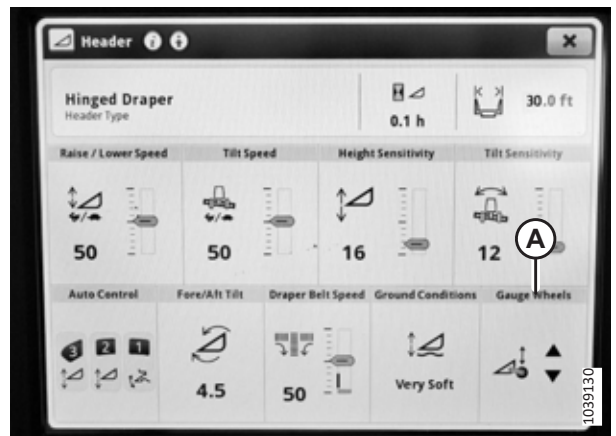 Header
Hinged Draper
Header Type
0.1 h
30.0 ft
Raise / Lower Speed
Tilt Speed
Height Sensitivity
Tilt Sensitivity
50
50
16
12
A
Auto Control
Fore/Aft Tilt
Draper Belt Speed
Ground Conditions
Gauge Wheels
3
2
1
4.5
50
Very Soft
1039130